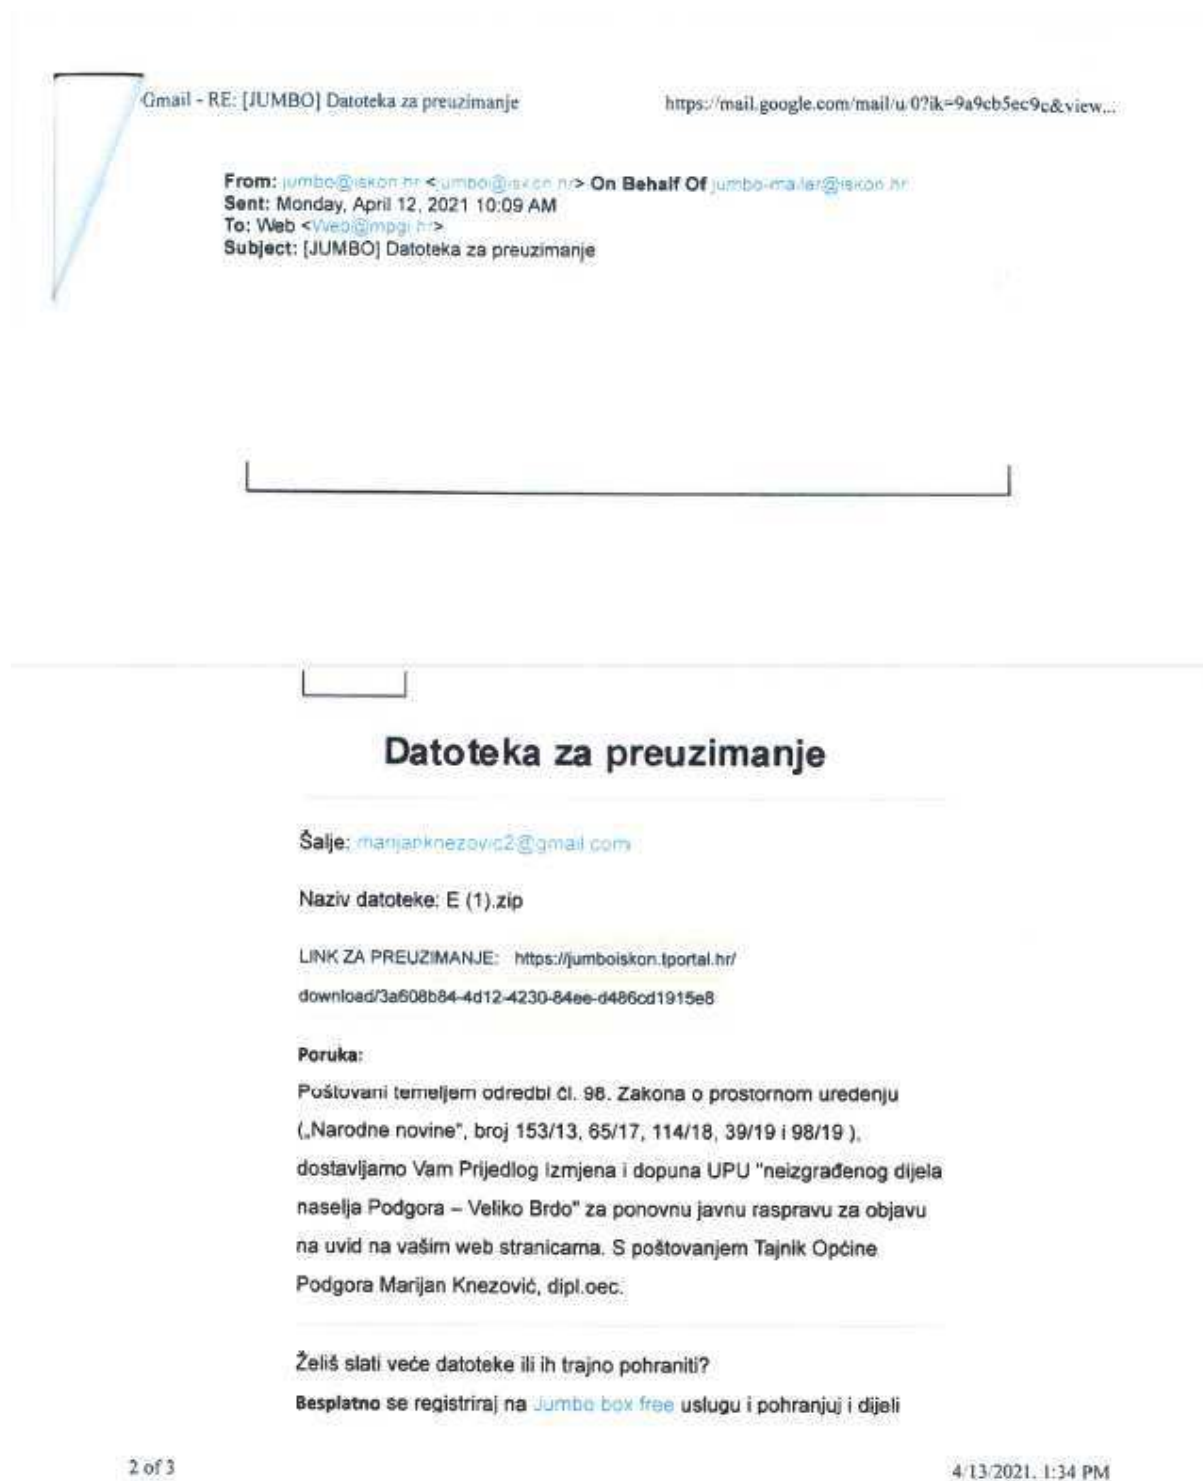 Gmail - RE: [JUMBO] Datoteka za preuzimanje
https://mail.google.com/mail/u/0?ik=9a9cb5ec9c&view...
From: jumbo@iskon.hr <jumbo@iskon.hr> On Behalf Of jumbo-mailer@iskon.hr
Sent: Monday, April 12, 2021 10:09 AM
To: Web <Web@mpgi.hr>
Subject: [JUMBO] Datoteka za preuzimanje
Datoteka za preuzimanje
Šalje: marijanknezovic2@gmail.com
Naziv datoteke: E (1).zip
LINK ZA PREUZIMANJE: https://jumboiskon.tportal.hr/
download/3a608b84-4d12-4230-84ee-d486cd1915e8
Poruka:
Poštovani temeljem odredbi čl. 98. Zakona o prostornom uredenju
(„Narodne novine", broj 153/13, 65/17, 114/18, 39/19 i 98/19 ),
dostavljamo Vam Prijedlog Izmjena i dopuna UPU "neizgrađenog dijela
naselja Podgora – Veliko Brdo" za ponovnu javnu raspravu za objavu
na uvid na vašim web stranicama. S poštovanjem Tajnik Općine
Podgora Marijan Knezović, dipl.oec.
Želiš slati veće datoteke ili ih trajno pohraniti?
Besplatno se registriraj na Jumbo box free uslugu i pohranjuj i dijeli
2 of 3
4/13/2021, 1:34 PM